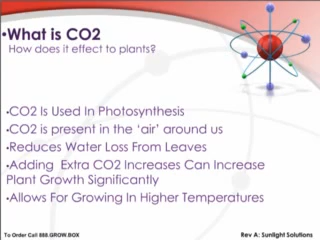 •What is CO2
How does it effect to plants?
•CO2 Is Used In Photosynthesis
•CO2 is present in the ‘air’ around us
•Reduces Water Loss From Leaves
•Adding Extra CO2 Increases Can Increase
Plant Growth Significantly
•Allows For Growing In Higher Temperatures
To Order Call 888.GROW.BOX
Rev A: Sunlight Solutions